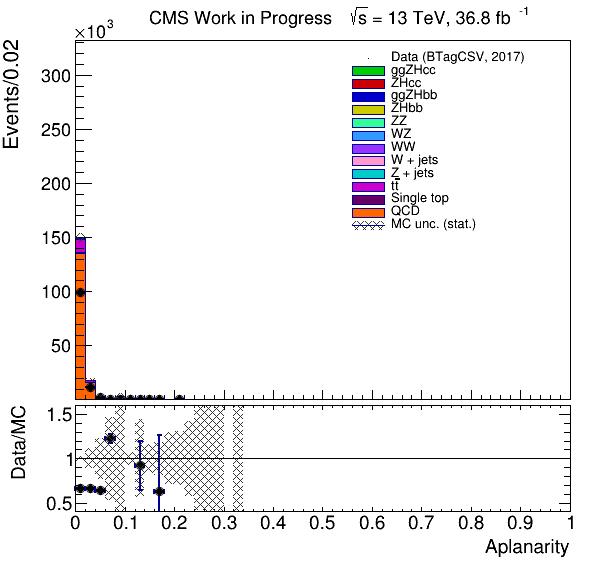 CMS Work in Progress √s = 13 TeV, 36.8 fb⁻¹
×10³
Events/0.02
300
250
200
150
100
50
Data (BTagCSV, 2017)
ggZHcc
ZHcc
ggZHbb
ZHbb
ZZ
WZ
WW
W + jets
Z + jets
tt̅
Single top
QCD
MC unc. (stat.)
Data/MC
1.5
1
0.5
0 0.1 0.2 0.3 0.4 0.5 0.6 0.7 0.8 0.9 1
Aplanarity